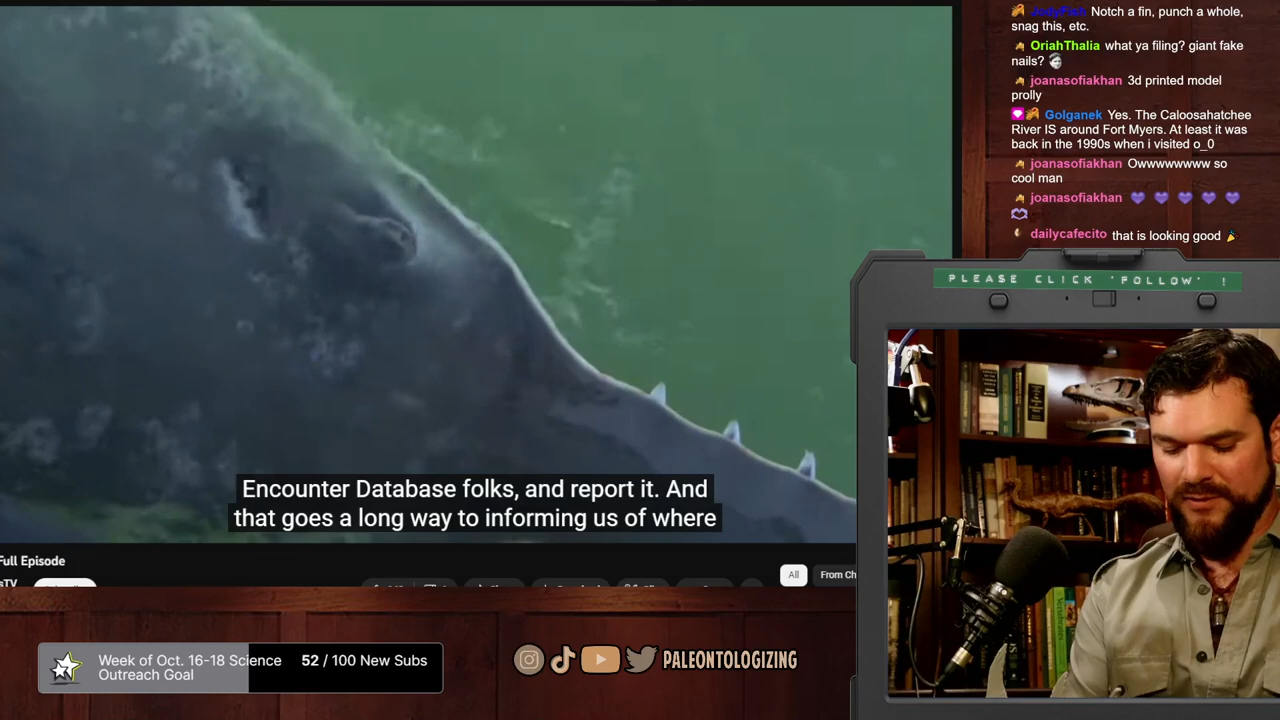 JodyFish Notch a fin, punch a whole,
snag this, etc.
OriahThalia what ya filing? giant fake
nails?
joanasofiakhan 3d printed model
prolly
Golganek Yes. The Caloosahatchee
River IS around Fort Myers. At least it was
back in the 1990s when i visited o_0
joanasofiakhan Owwwwwwww so
cool man
joanasofiakhan
dailycafecito that is looking good
PLEASE CLICK "FOLLOW" !
Encounter Database folks, and report it. And
that goes a long way to informing us of where
Full Episode
All From Ch
Week of Oct. 16-18 Science
Outreach Goal
52 / 100 New Subs
PALEONTOLOGIZING